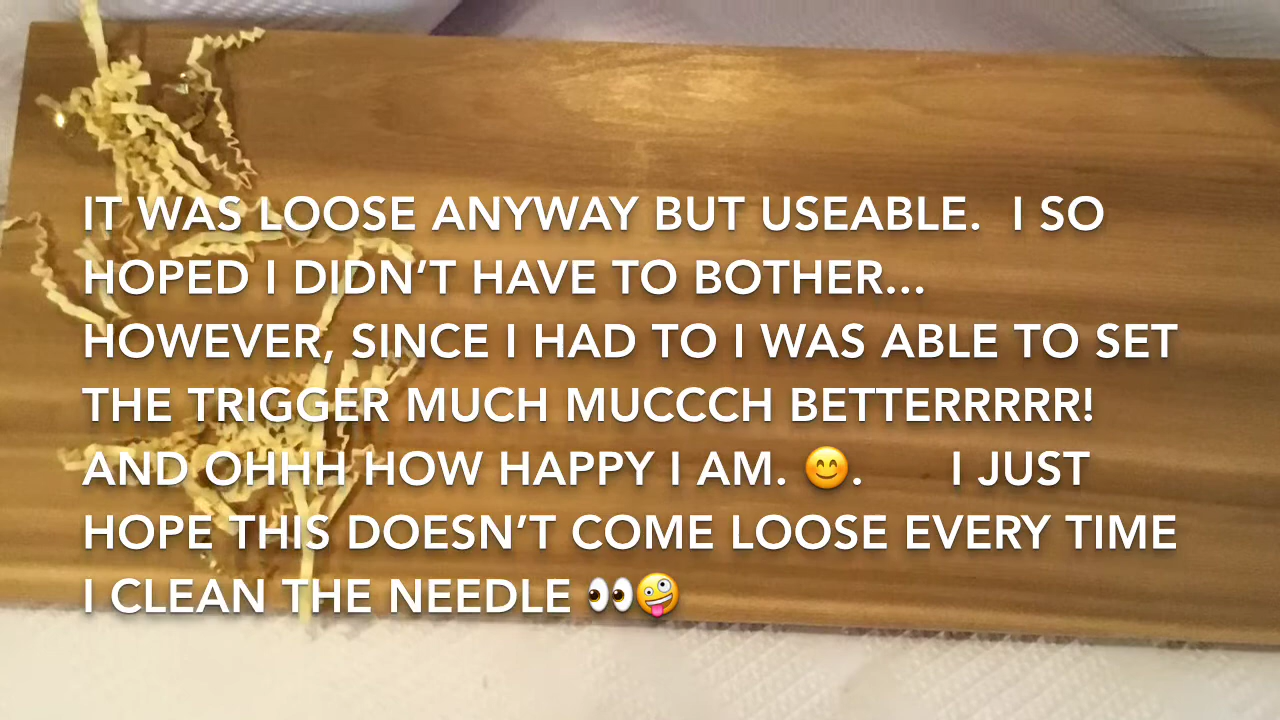 IT WAS LOOSE ANYWAY BUT USEABLE.  I SO
HOPED I DIDN’T HAVE TO BOTHER...
HOWEVER, SINCE I HAD TO I WAS ABLE TO SET
THE TRIGGER MUCH MUCCCH BETTERRRRR!
AND OHHH HOW HAPPY I AM. 😊.      I JUST
HOPE THIS DOESN’T COME LOOSE EVERY TIME
I CLEAN THE NEEDLE 👀🤪